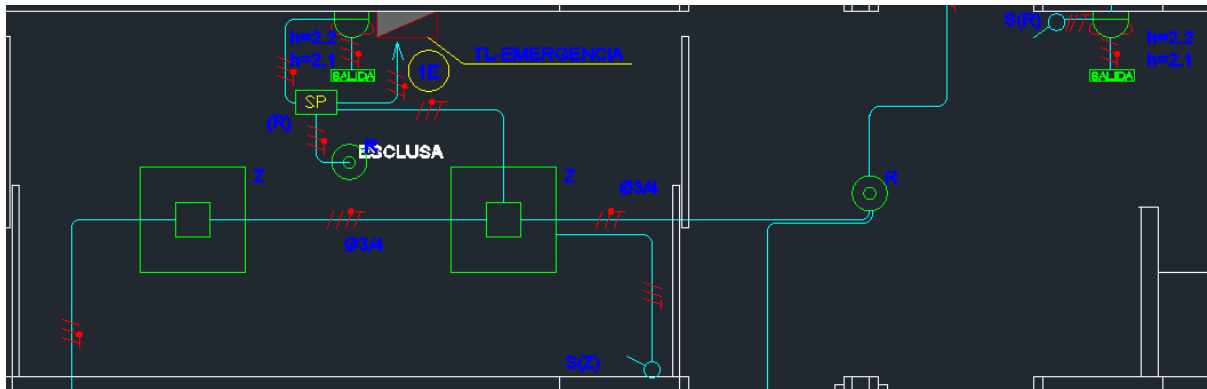 S(R)
h=2.2
h=2.1
SALIDA
TL-EMERGENCIA
1E
h=2.2
h=2.1
SALIDA
SP
(R)
R
ESCLUSA
Z
Z
Ø3/4
R
Ø3/4
S(Z)